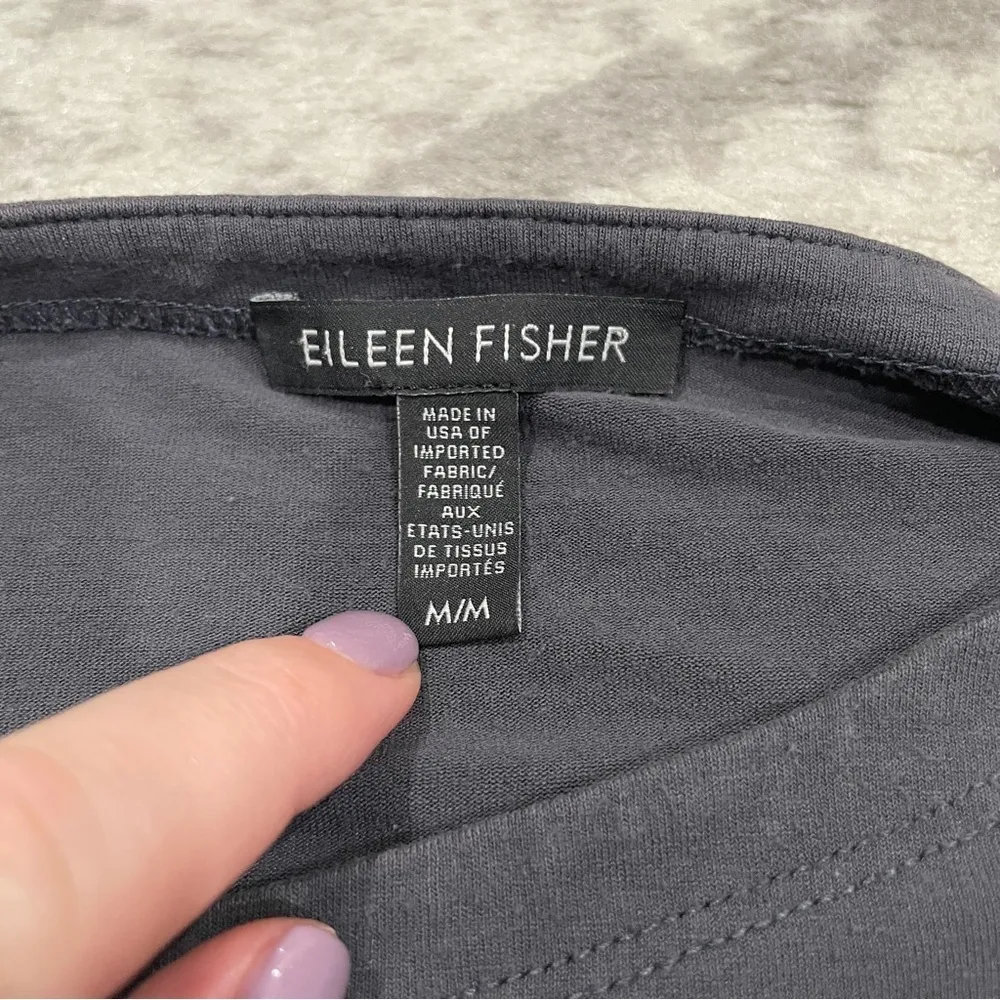 EILEEN FISHER
MADE IN
USA OF
IMPORTED
FABRIC/
FABRIQUÉ
AUX
ETATS-UNIS
DE TISSUS
IMPORTÉS
M/M